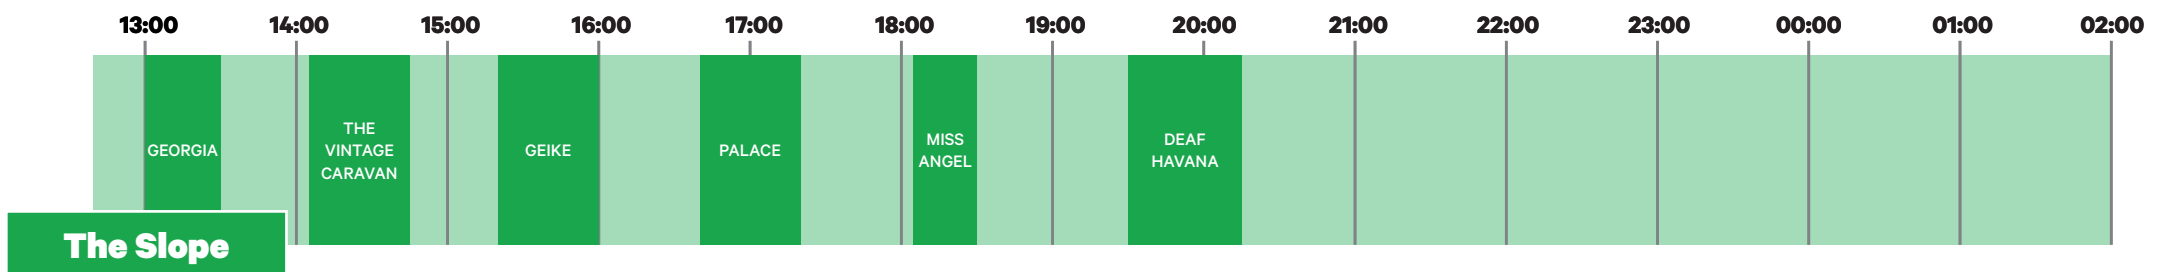 13:00 14:00 15:00 16:00 17:00 18:00 19:00 20:00 21:00 22:00 23:00 00:00 01:00 02:00
GEORGIA
THE
VINTAGE
CARAVAN
GEIKE
PALACE
MISS
ANGEL
DEAF
HAVANA
The Slope